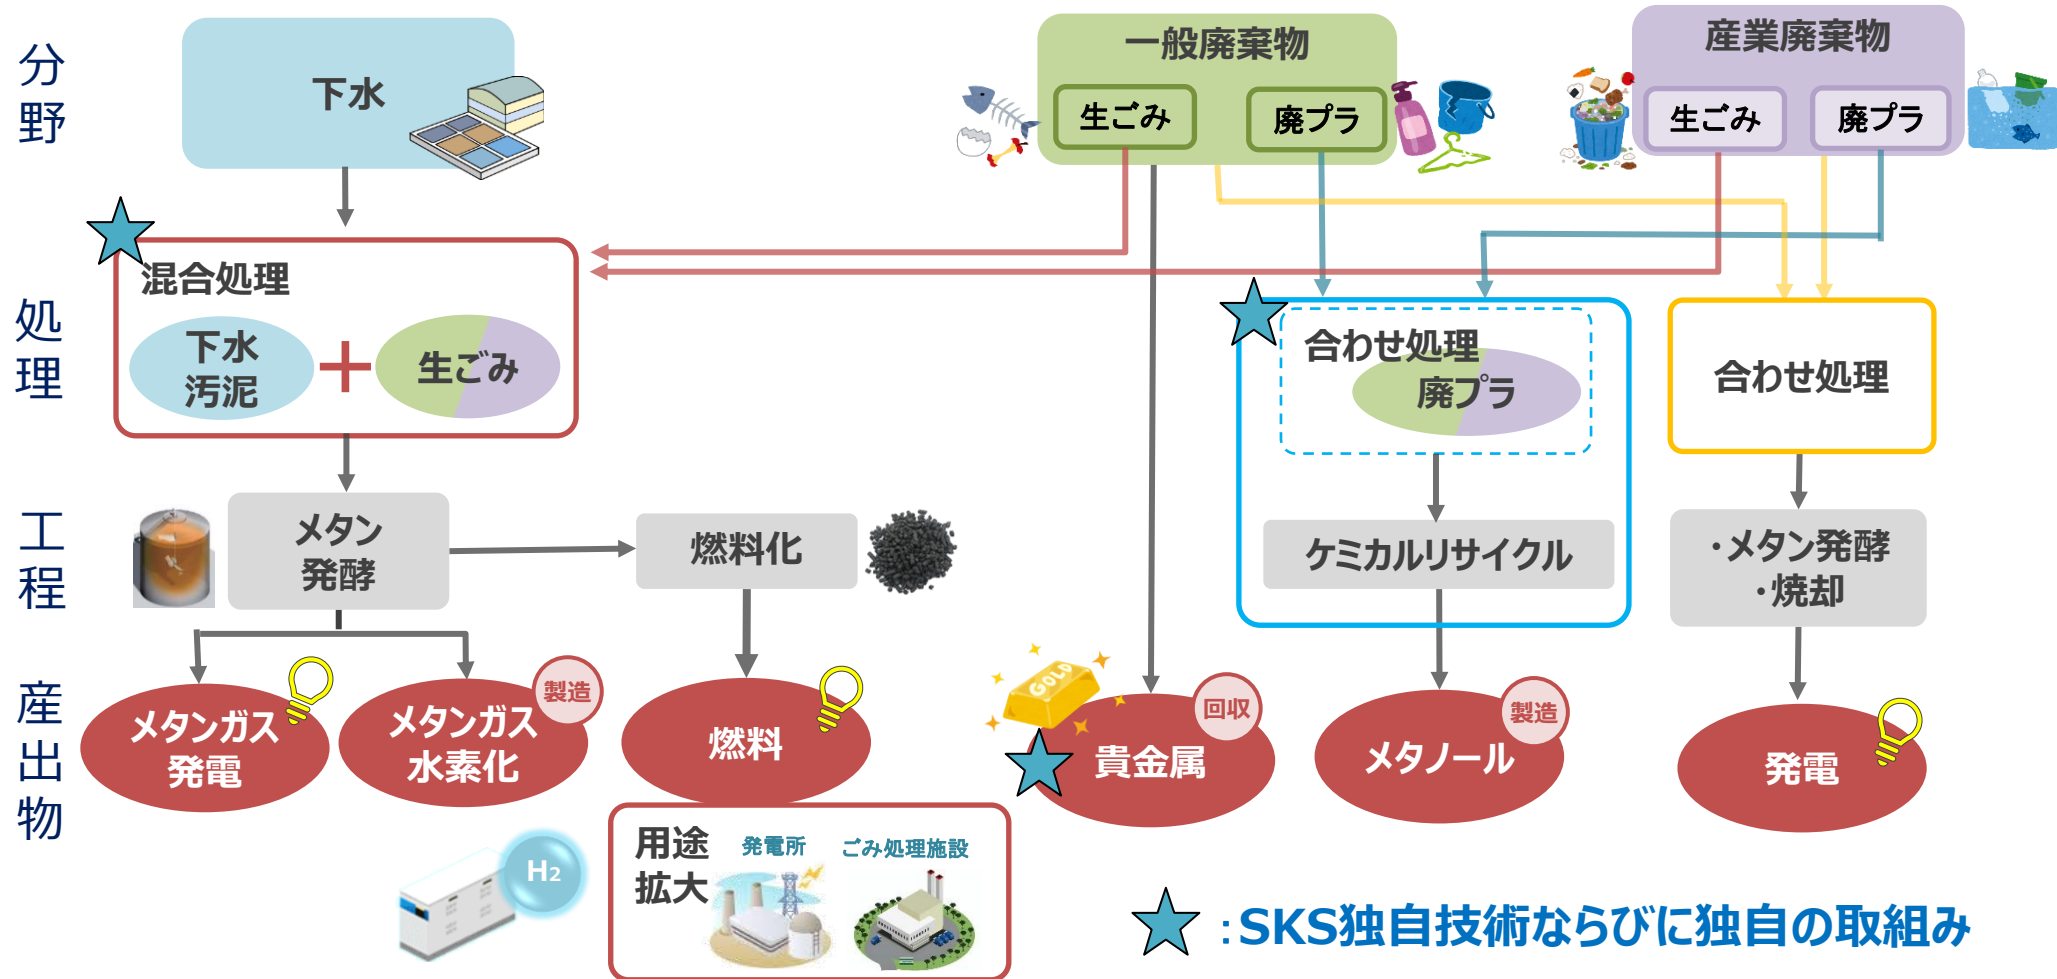 分野
下水
一般廃棄物
生ごみ
廃プラ
産業廃棄物
生ごみ
廃プラ
処理
混合処理
下水
汚泥
+
生ごみ
合わせ処理
廃プラ
合わせ処理
工程
メタン
発酵
燃料化
ケミカルリサイクル
・メタン発酵
・焼却
産出物
メタンガス
発電
製造
メタンガス
水素化
燃料
GOLD
回収
貴金属
製造
メタノール
発電
H2
用途
拡大
発電所
ごみ処理施設
：SKS独自技術ならびに独自の取組み